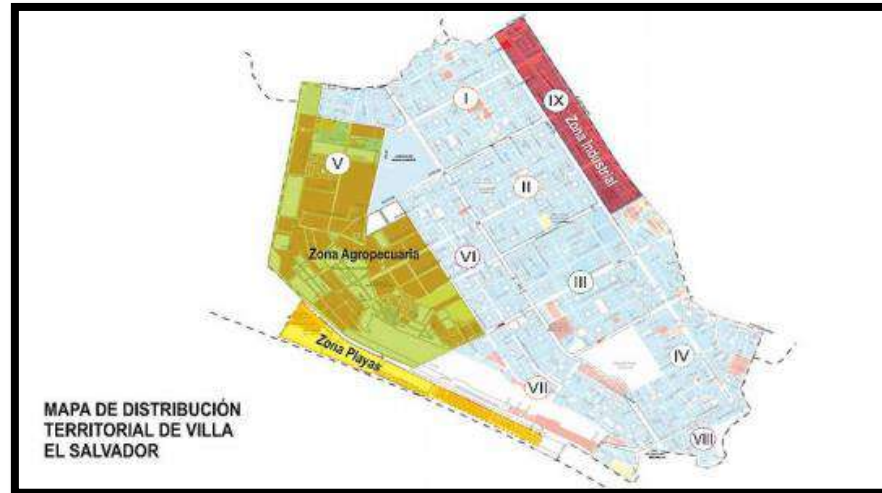 I
IX
Zona Industrial
V
II
Zona Agropecuaria
VI
III
Zona Playas
IV
VII
MAPA DE DISTRIBUCIÓN
TERRITORIAL DE VILLA
EL SALVADOR
VIII